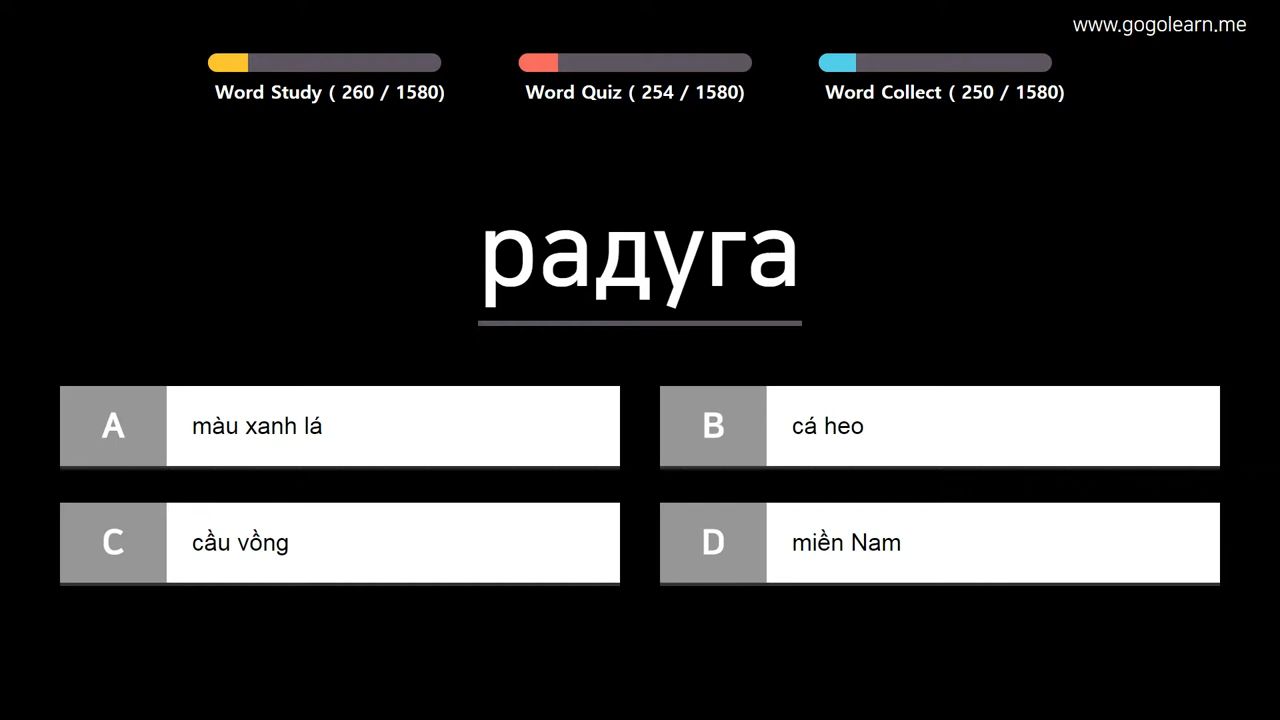 www.gogolearn.me
Word Study ( 260 / 1580)
Word Quiz ( 254 / 1580)
Word Collect ( 250 / 1580)
радуга
A màu xanh lá
B cá heo
C cầu vồng
D miền Nam